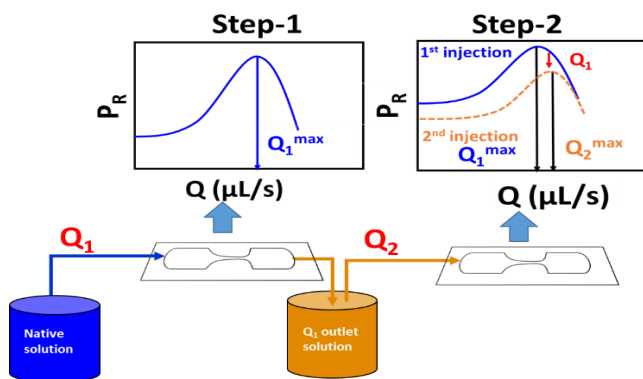 Step-1
P_R
Q₁^max
Q (μL/s)
Step-2
P_R
1st injection
Q₁
2nd injection
Q₁^max
Q₂^max
Q (μL/s)
Q₁
Q₂
Native
solution
Q₁ outlet
solution